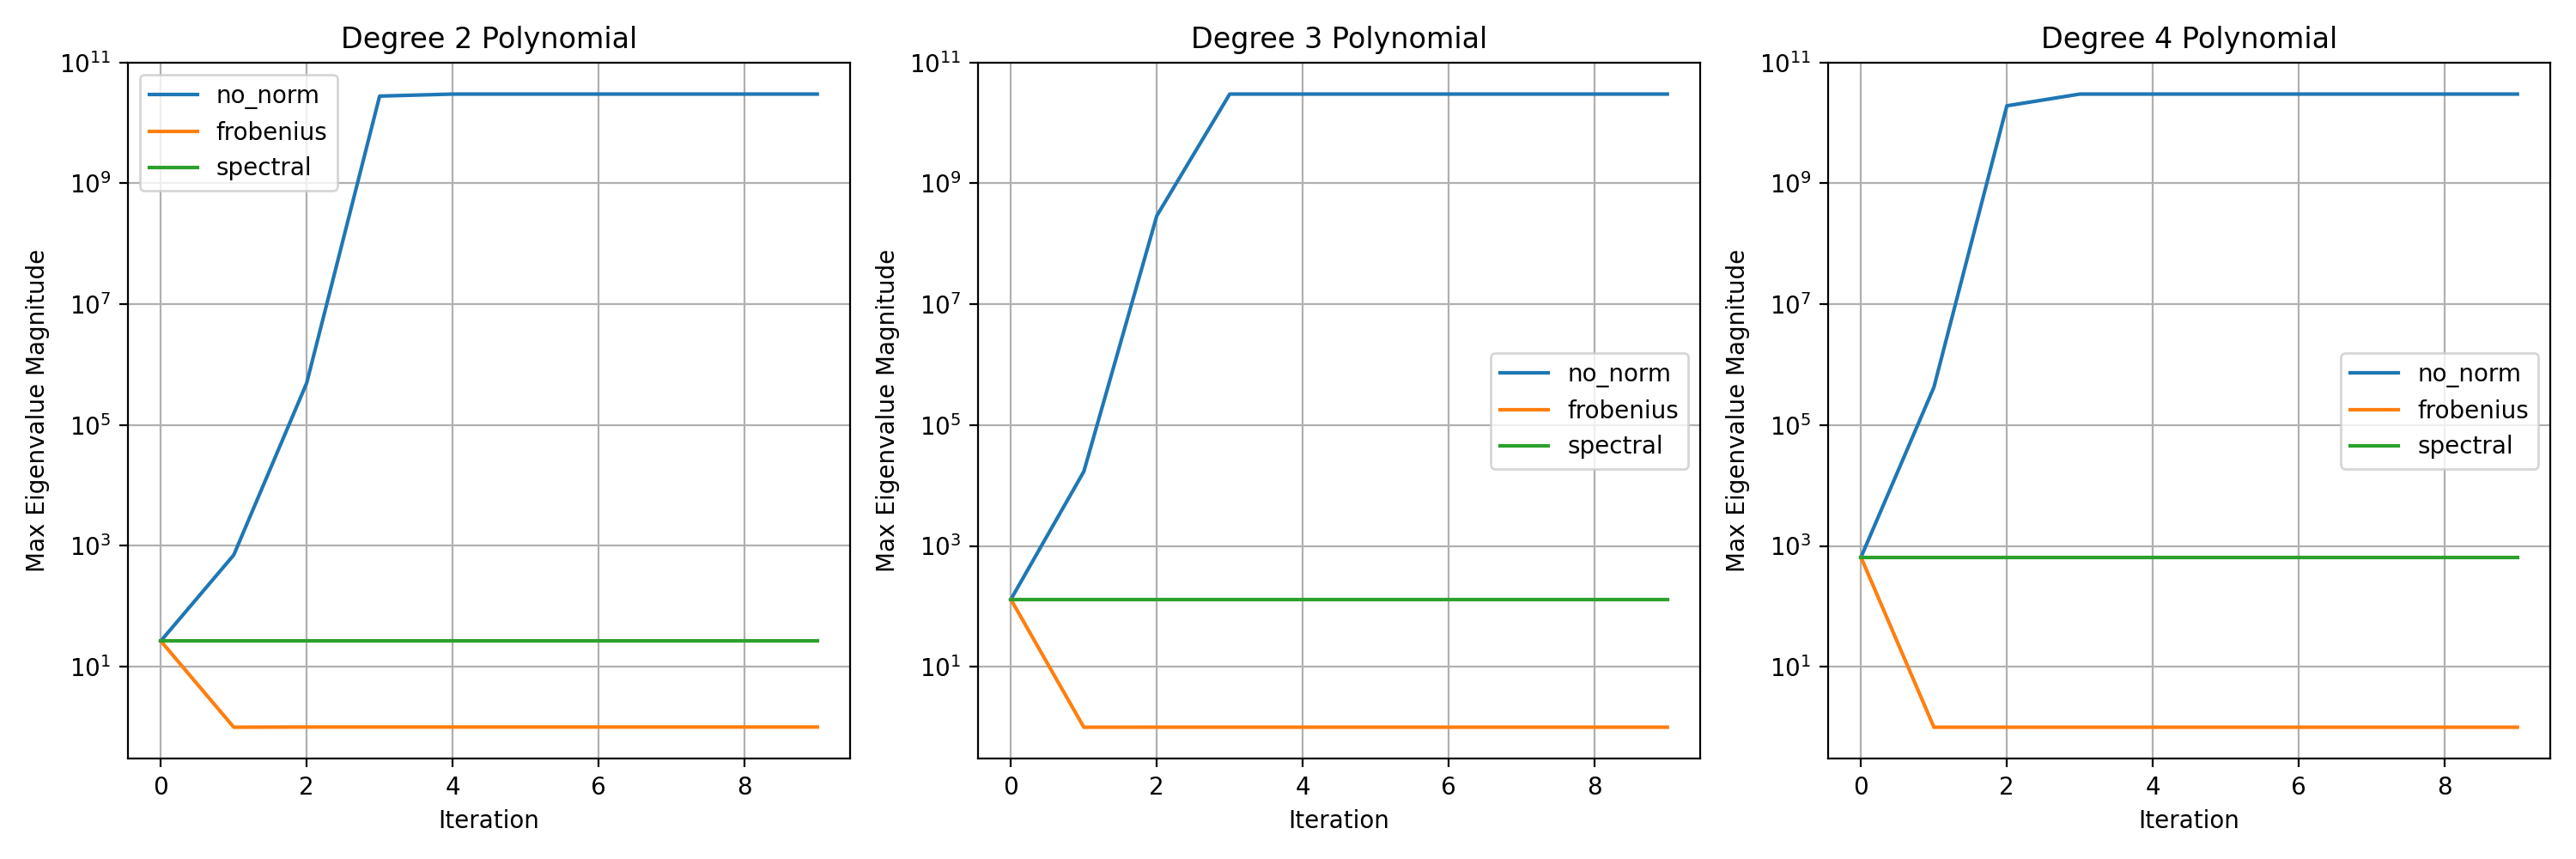 Degree 2 Polynomial
10^11
10^9
10^7
10^5
10^3
10^1
Max Eigenvalue Magnitude
no_norm
frobenius
spectral
0 2 4 6 8
Iteration
Degree 3 Polynomial
10^11
10^9
10^7
10^5
10^3
10^1
Max Eigenvalue Magnitude
no_norm
frobenius
spectral
0 2 4 6 8
Iteration
Degree 4 Polynomial
10^11
10^9
10^7
10^5
10^3
10^1
Max Eigenvalue Magnitude
no_norm
frobenius
spectral
0 2 4 6 8
Iteration